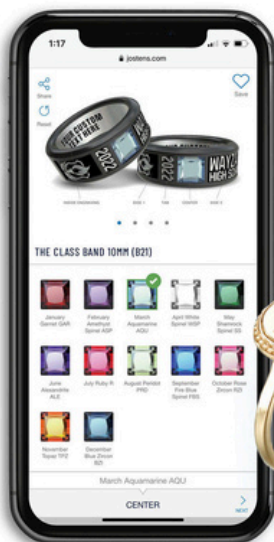 1:17
jostens.com
Share
Save
Reset
YOUR CUSTOM
TEXT HERE
2022
2022
WAYZ
HIGH SC
INSIDE ENGRAVING
SIDE 1
TOP
CENTER
SIDE 2
THE CLASS BAND 10MM (B21)
January
Garnet GAR
February
Amethyst
Spinel ASP
March
Aquamarine
AQU
April White
Spinel WSP
May
Shamrock
Spinel SS
June
Alexandrite
ALE
July Ruby R
August Peridot
PRD
September
Fire Blue
Spinel FBS
October Rose
Zircon RZI
November
Topaz TPZ
December
Blue Zircon
BZI
March Aquamarine AQU
CENTER
NEXT